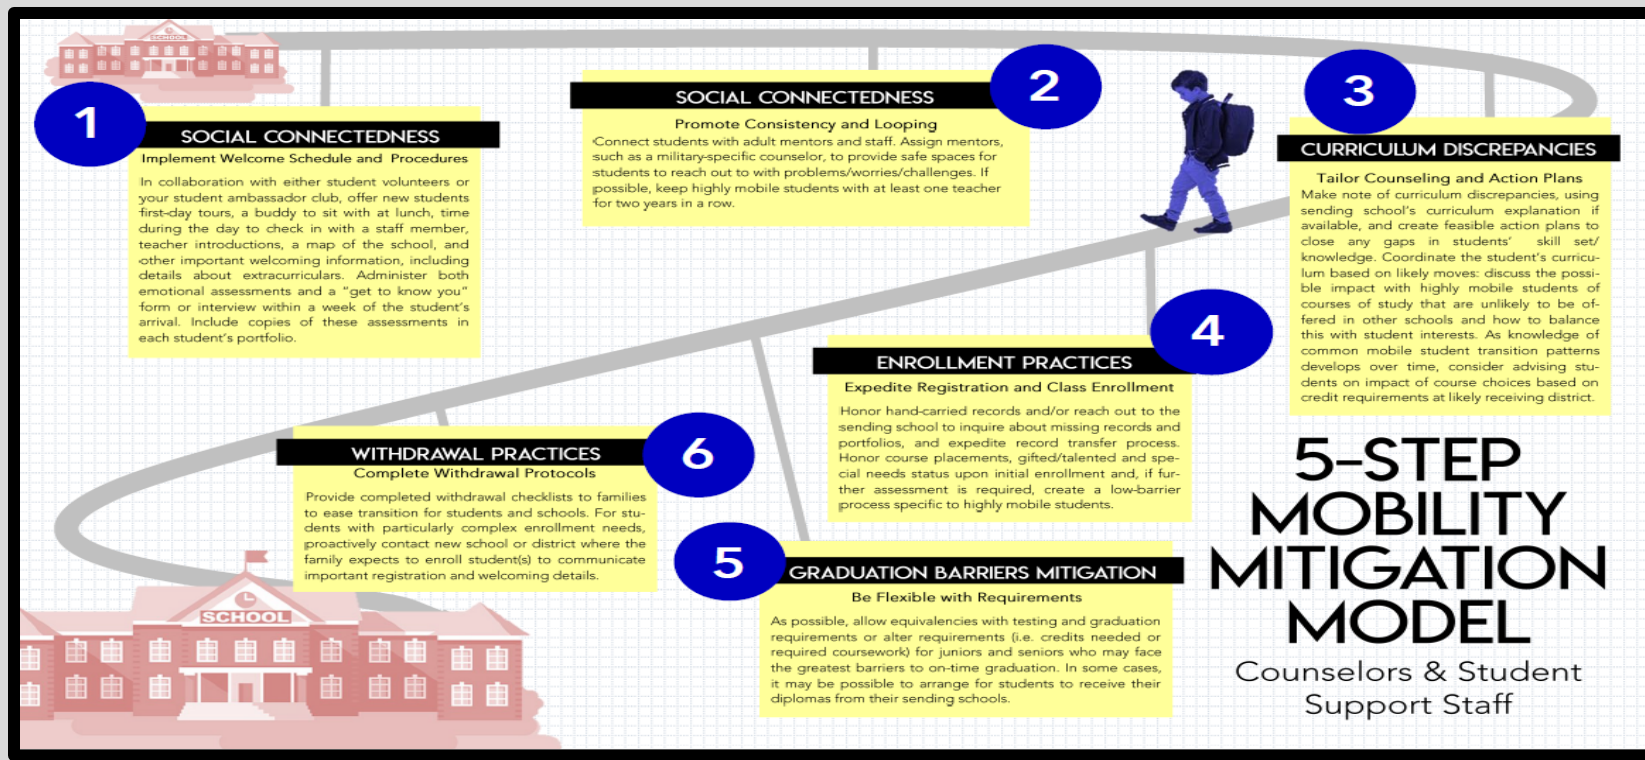 SCHOOL
1
SOCIAL CONNECTEDNESS
Implement Welcome Schedule and Procedures
In collaboration with either student volunteers or
your student ambassador club, offer new students
first-day tours, a buddy to sit with at lunch, time
during the day to check in with a staff member,
teacher introductions, a map of the school, and
other important welcoming information, including
details about extracurriculars. Administer both
emotional assessments and a “get to know you”
form or interview within a week of the student’s
arrival. Include copies of these assessments in
each student’s portfolio.
2
SOCIAL CONNECTEDNESS
Promote Consistency and Looping
Connect students with adult mentors and staff. Assign mentors,
such as a military-specific counselor, to provide safe spaces for
students to reach out to with problems/worries/challenges. If
possible, keep highly mobile students with at least one teacher
for two years in a row.
3
CURRICULUM DISCREPANCIES
Tailor Counseling and Action Plans
Make note of curriculum discrepancies, using
sending school’s curriculum explanation if
available, and create feasible action plans to
close any gaps in students’ skill set/
knowledge. Coordinate the student’s curricu-
lum based on likely moves: discuss the possi-
ble impact with highly mobile students of
courses of study that are unlikely to be of-
fered in other schools and how to balance
this with student interests. As knowledge of
common mobile student transition patterns
develops over time, consider advising stu-
dents on impact of course choices based on
credit requirements at likely receiving district.
4
ENROLLMENT PRACTICES
Expedite Registration and Class Enrollment
Honor hand-carried records and/or reach out to the
sending school to inquire about missing records and
portfolios, and expedite record transfer process.
Honor course placements, gifted/talented and spe-
cial needs status upon initial enrollment and, if fur-
ther assessment is required, create a low-barrier
process specific to highly mobile students.
5
GRADUATION BARRIERS MITIGATION
Be Flexible with Requirements
As possible, allow equivalencies with testing and graduation
requirements or alter requirements (i.e. credits needed or
required coursework) for juniors and seniors who may face
the greatest barriers to on-time graduation. In some cases,
it may be possible to arrange for students to receive their
diplomas from their sending schools.
6
WITHDRAWAL PRACTICES
Complete Withdrawal Protocols
Provide completed withdrawal checklists to families
to ease transition for students and schools. For stu-
dents with particularly complex enrollment needs,
proactively contact new school or district where the
family expects to enroll student(s) to communicate
important registration and welcoming details.
SCHOOL
5-STEP
MOBILITY
MITIGATION
MODEL
Counselors & Student
Support Staff